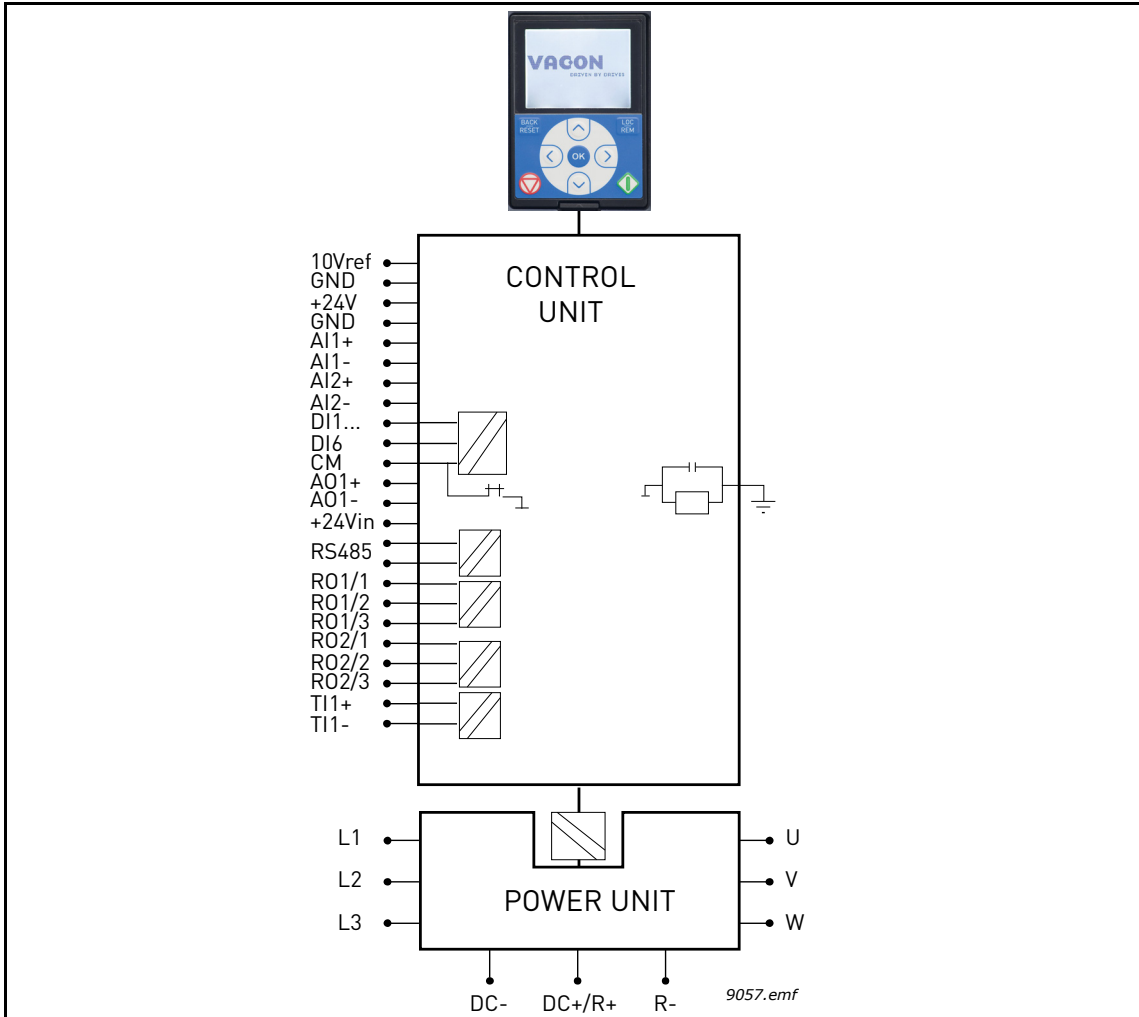 VACON
DRIVEN BY DRIVES
BACK
RESET
LOC
REM
OK
10Vref
GND
+24V
GND
AI1+
AI1-
AI2+
AI2-
DI1...
DI6
CM
AO1+
AO1-
+24Vin
RS485
RO1/1
RO1/2
RO1/3
RO2/1
RO2/2
RO2/3
TI1+
TI1-
CONTROL
UNIT
L1
L2
L3
POWER UNIT
U
V
W
DC-
DC+/R+
R-
9057.emf